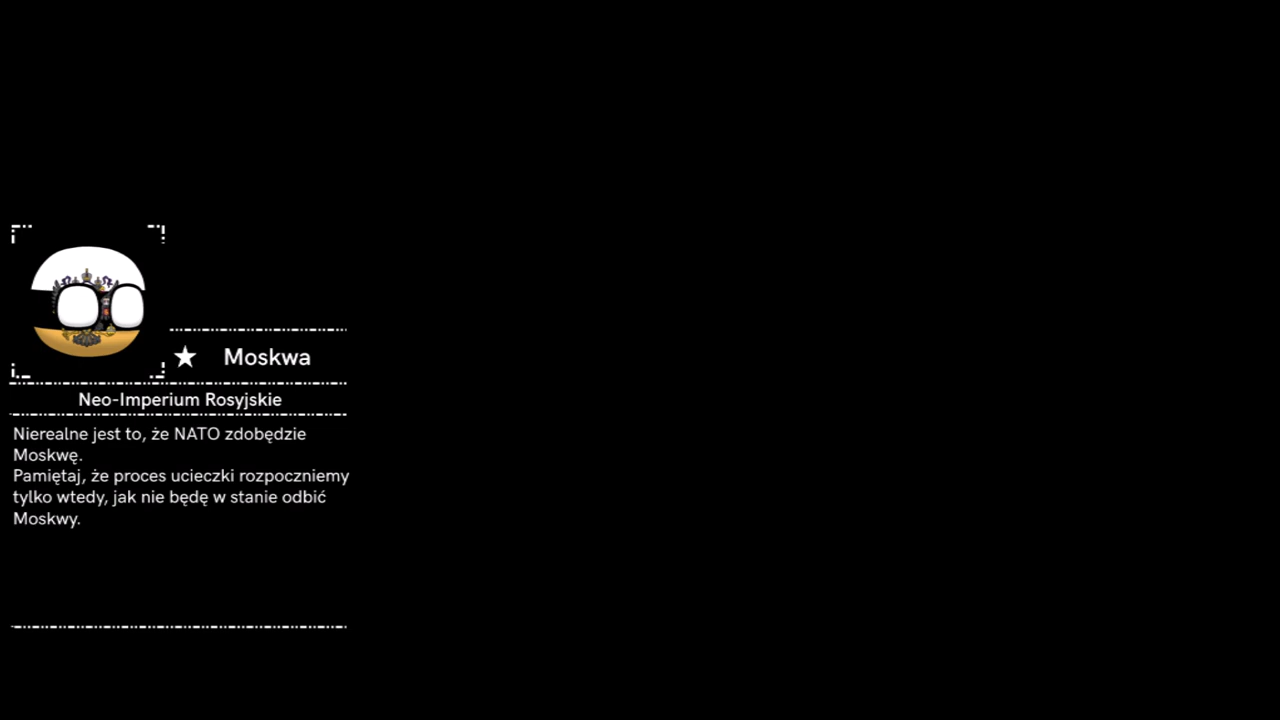 Moskwa
Neo-Imperium Rosyjskie
Nierealne jest to, że NATO zdobędzie
Moskwę.
Pamiętaj, że proces ucieczki rozpoczniemy
tylko wtedy, jak nie będę w stanie odbić
Moskwy.